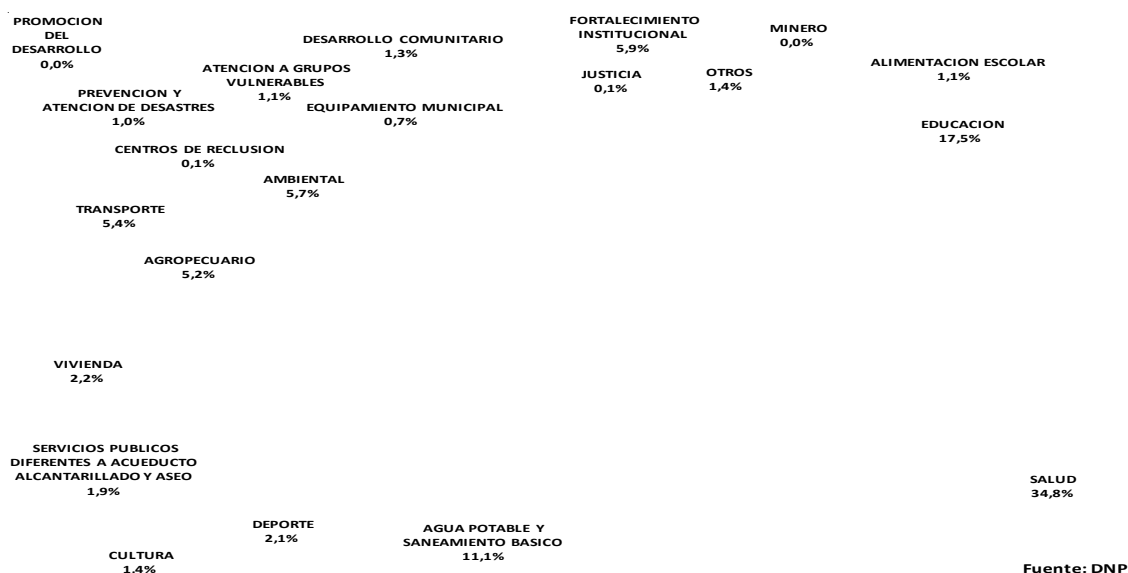 PROMOCION
DEL
DESARROLLO
0,0%
DESARROLLO COMUNITARIO
1,3%
FORTALECIMIENTO
INSTITUCIONAL
5,9%
MINERO
0,0%
ATENCION A GRUPOS
VULNERABLES
1,1%
JUSTICIA
0,1%
OTROS
1,4%
ALIMENTACION ESCOLAR
1,1%
PREVENCION Y
ATENCION DE DESASTRES
1,0%
EQUIPAMIENTO MUNICIPAL
0,7%
EDUCACION
17,5%
CENTROS DE RECLUSION
0,1%
AMBIENTAL
5,7%
TRANSPORTE
5,4%
AGROPECUARIO
5,2%
VIVIENDA
2,2%
SERVICIOS PUBLICOS
DIFERENTES A ACUEDUCTO
ALCANTARILLADO Y ASEO
1,9%
SALUD
34,8%
DEPORTE
2,1%
AGUA POTABLE Y
SANEAMIENTO BASICO
11,1%
CULTURA
1,4%
Fuente: DNP